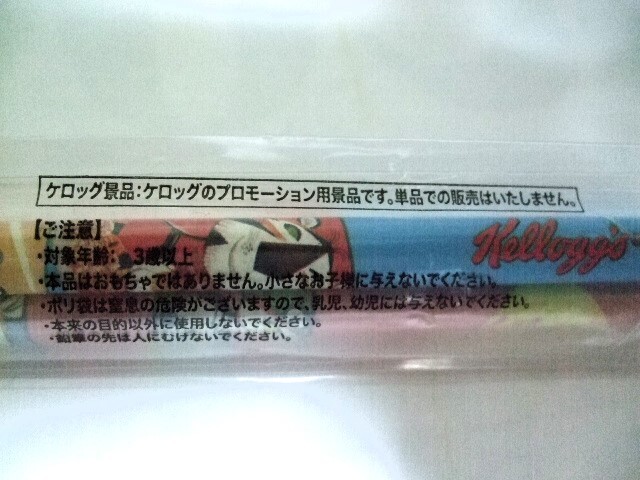 ケロッグ景品:ケロッグのプロモーション用景品です。単品での販売はいたしません。
Kellogg's
【ご注意】
・対象年齢: 3歳以上
・本品はおもちゃではありません。小さなお子様に与えないでください。
・ポリ袋は窒息の危険がございますので、乳児、幼児には与えないでください。
・本来の目的以外に使用しないでください。
・鉛筆の先は人にむけないでください。